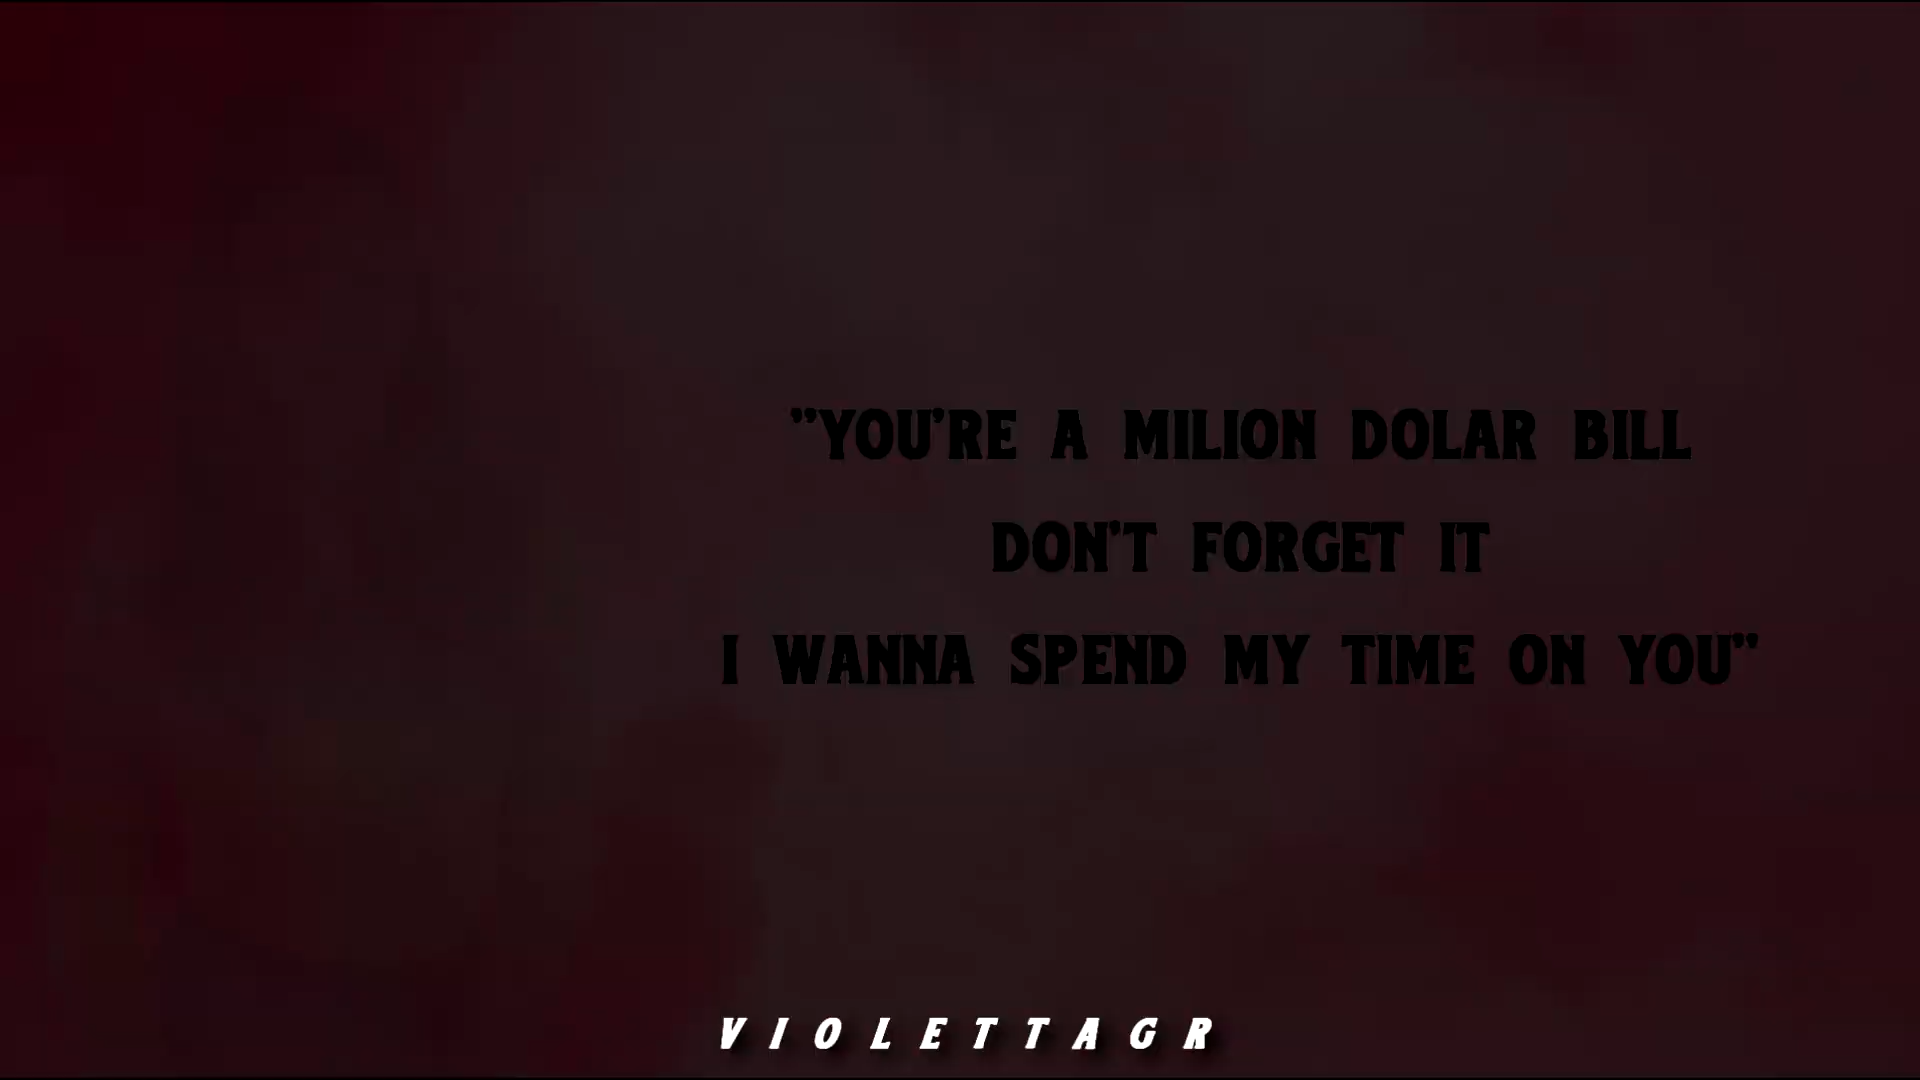 "YOU'RE A MILION DOLAR BILL
DON'T FORGET IT
I WANNA SPEND MY TIME ON YOU"
VIOLETTAGR